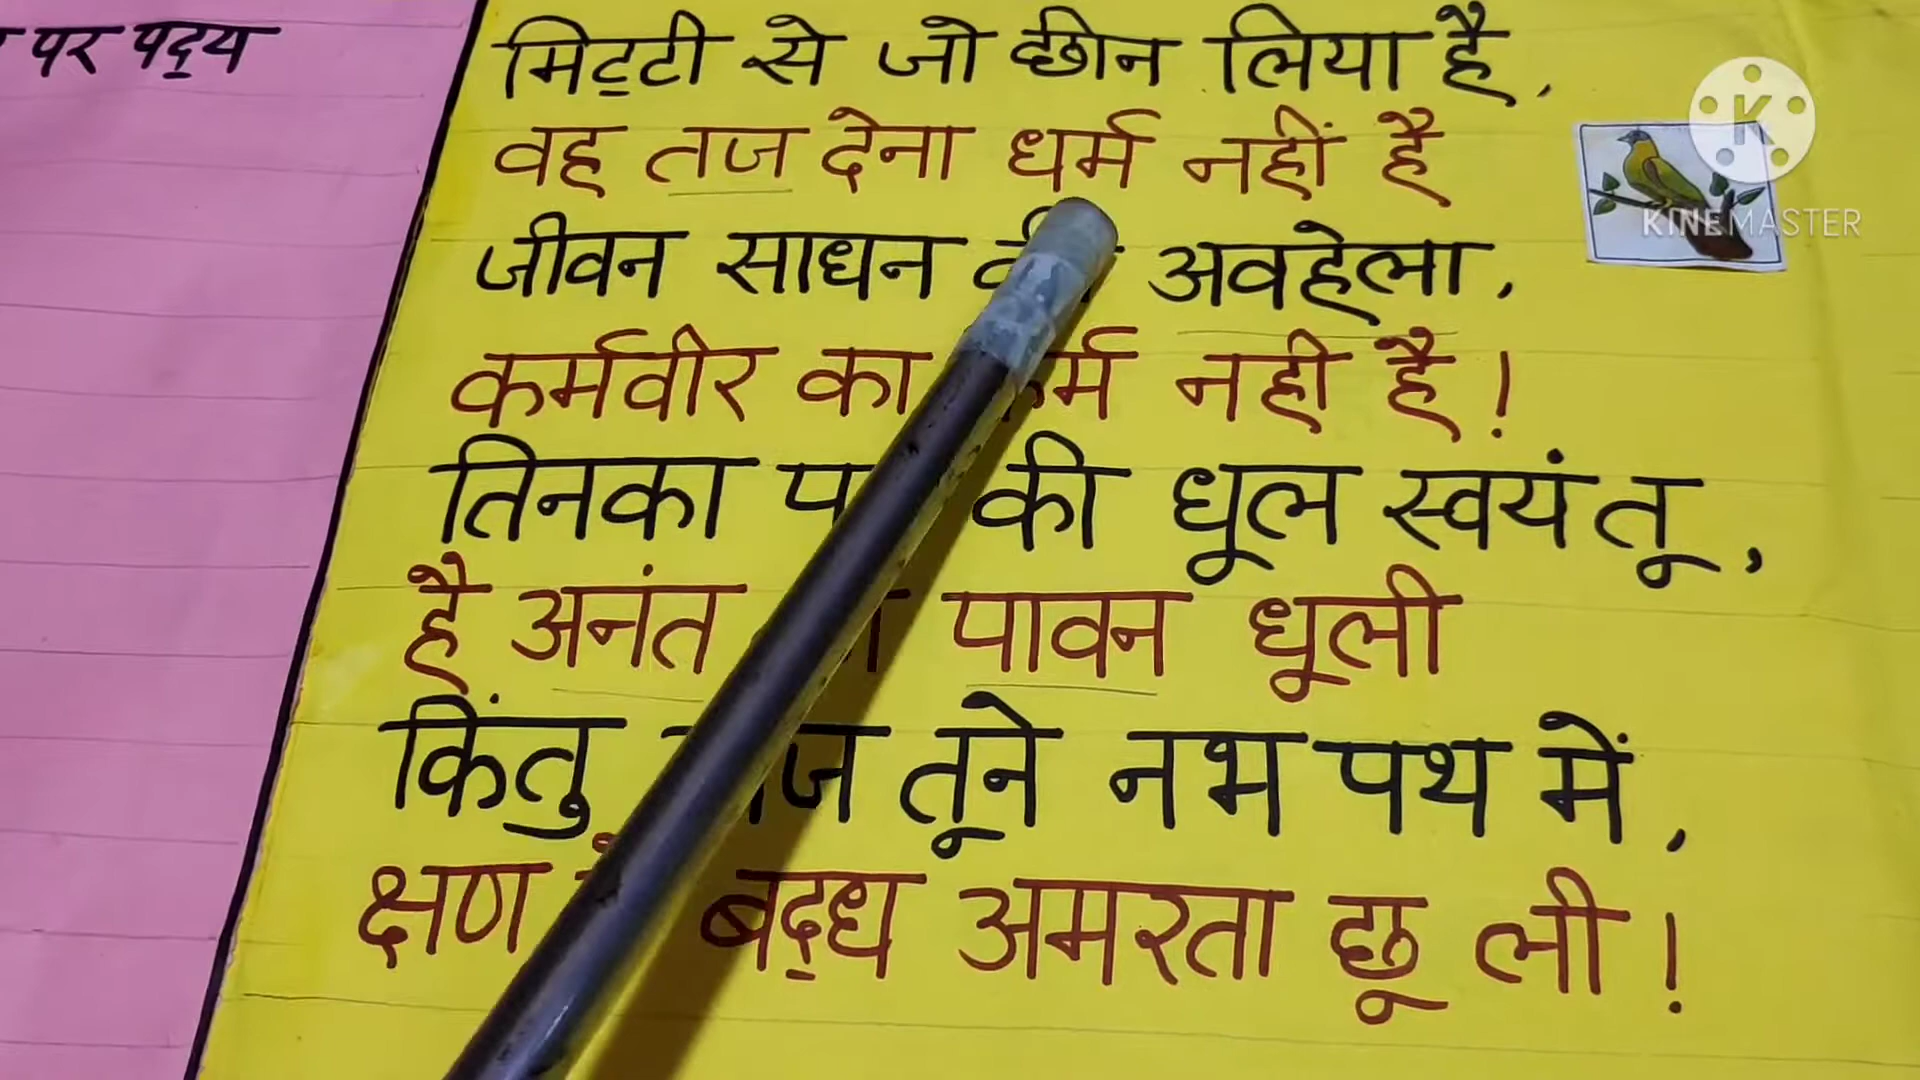 पर पद्य
मिट्टी से जो छीन लिया है,
वह तज देना धर्म नहीं है
जीवन साधन की अवहेला,
कर्मवीर का कर्म नहीं है!
तिनका की धूल स्वयं तू,
है अनंत पावन धूली
किंतु तूने नभ पथ में,
क्षण बद्ध अमरता छू ली!
KINEMASTER